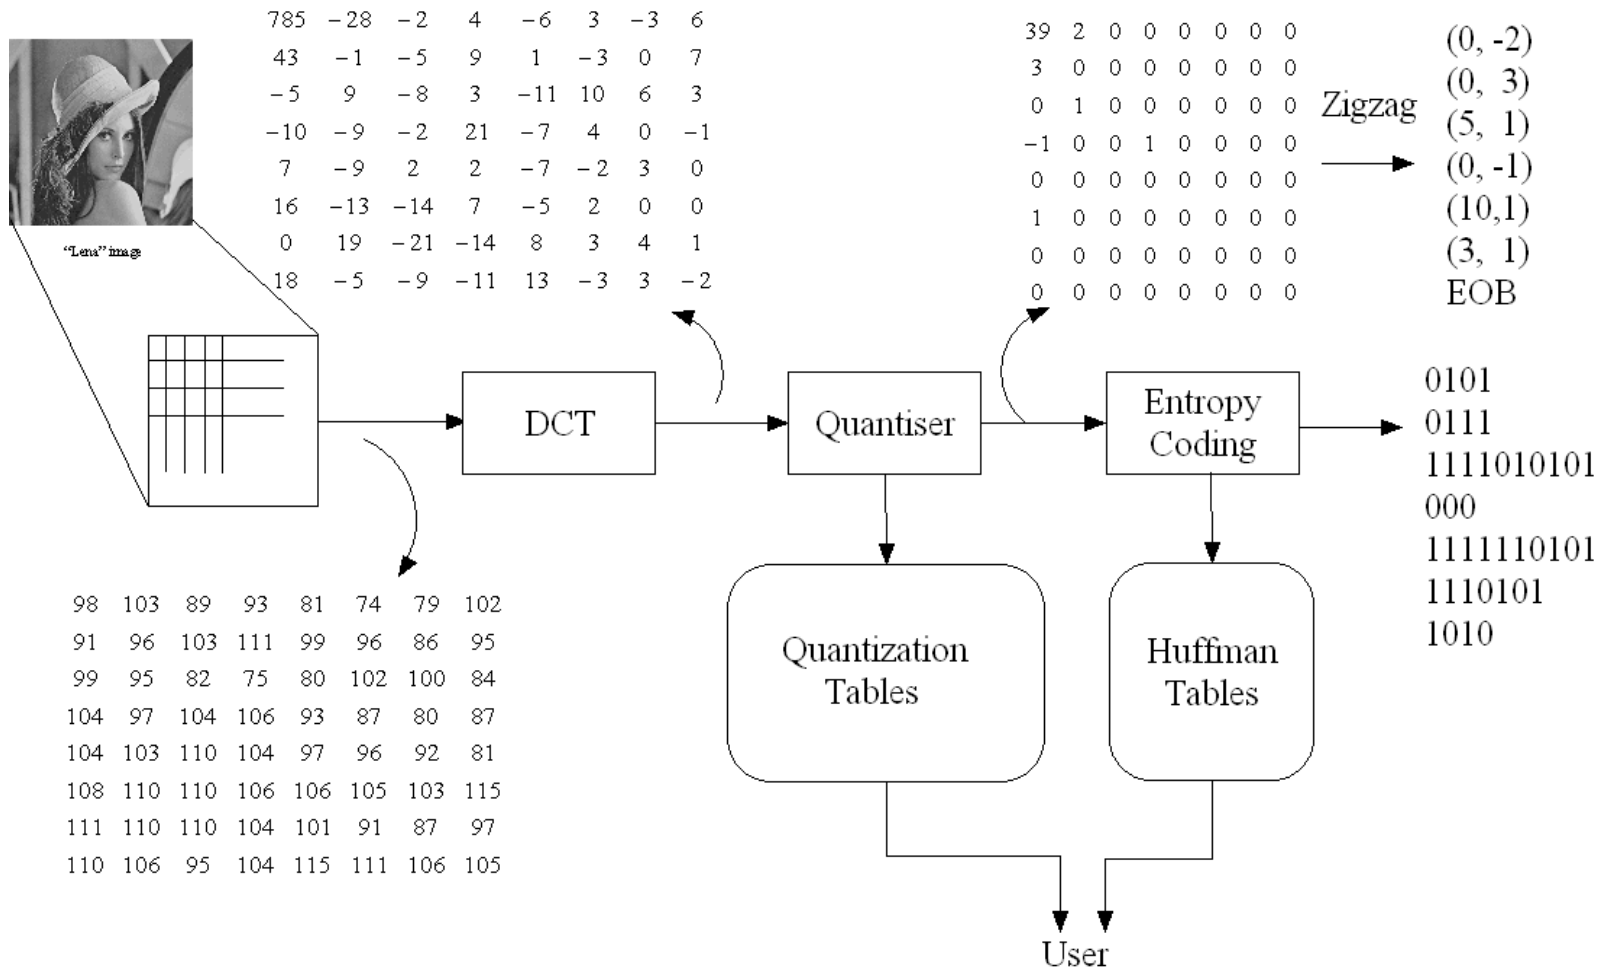 785 −28 −2 4 −6 3 −3 6
43 −1 −5 9 1 −3 0 7
−5 9 −8 3 −11 10 6 3
−10 −9 −2 21 −7 4 0 −1
7 −9 2 2 −7 −2 3 0
16 −13 −14 7 −5 2 0 0
0 19 −21 −14 8 3 4 1
18 −5 −9 −11 13 −3 3 −2
39 2 0 0 0 0 0 0
3 0 0 0 0 0 0 0
0 1 0 0 0 0 0 0
−1 0 0 1 0 0 0 0
0 0 0 0 0 0 0 0
1 0 0 0 0 0 0 0
0 0 0 0 0 0 0 0
0 0 0 0 0 0 0 0
Zigzag
(0, -2)
(0, 3)
(5, 1)
(0, -1)
(10,1)
(3, 1)
EOB
“Lena” image
DCT
Quantiser
Entropy
Coding
0101
0111
1111010101
000
1111110101
1110101
1010
98 103 89 93 81 74 79 102
91 96 103 111 99 96 86 95
99 95 82 75 80 102 100 84
104 97 104 106 93 87 80 87
104 103 110 104 97 96 92 81
108 110 110 106 106 105 103 115
111 110 110 104 101 91 87 97
110 106 95 104 115 111 106 105
Quantization
Tables
Huffman
Tables
User